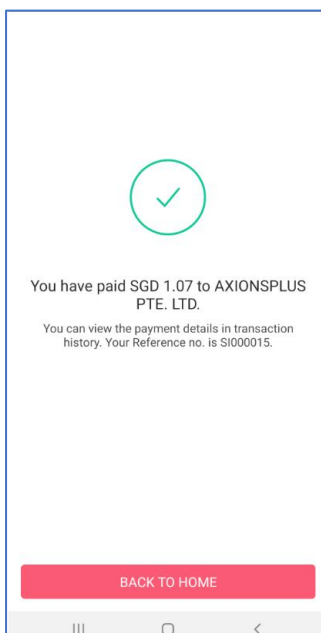 You have paid SGD 1.07 to AXIONSPLUS
PTE. LTD.
You can view the payment details in transaction
history. Your Reference no. is SI000015.
BACK TO HOME